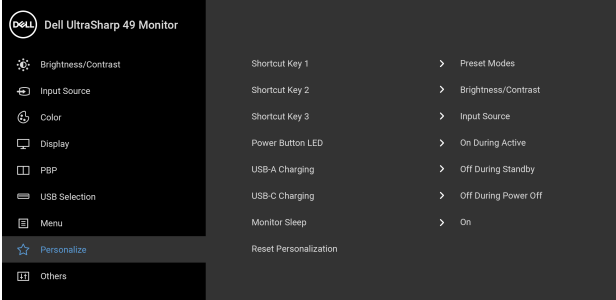 DELL Dell UltraSharp 49 Monitor
Brightness/Contrast
Input Source
Color
Display
PBP
USB Selection
Menu
Personalize
Others
Shortcut Key 1 Preset Modes
Shortcut Key 2 Brightness/Contrast
Shortcut Key 3 Input Source
Power Button LED On During Active
USB-A Charging Off During Standby
USB-C Charging Off During Power Off
Monitor Sleep On
Reset Personalization